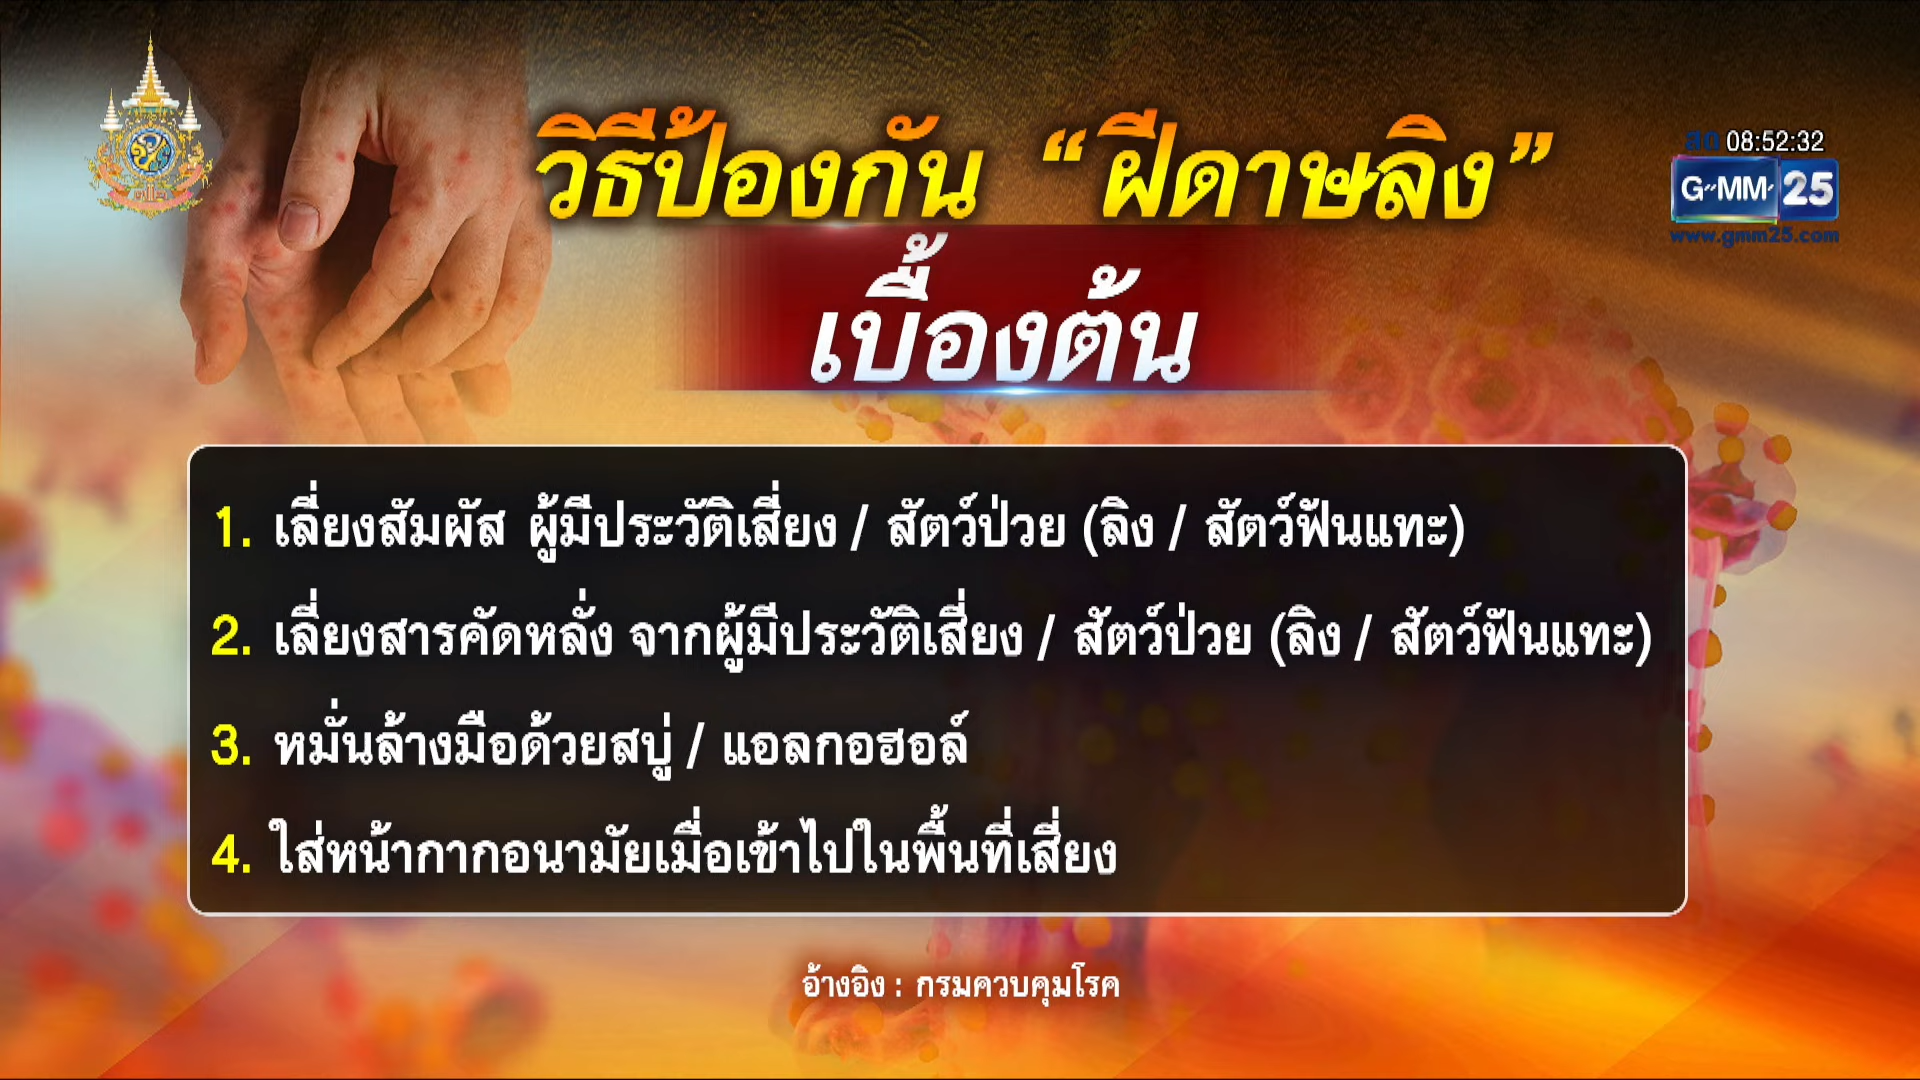 วิธีป้องกัน “ฝีดาษลิง”
เบื้องต้น
สด 08:52:32
GMM 25
www.gmm25.com
1. เลี่ยงสัมผัส ผู้มีประวัติเสี่ยง / สัตว์ป่วย (ลิง / สัตว์ฟันแทะ)
2. เลี่ยงสารคัดหลั่ง จากผู้มีประวัติเสี่ยง / สัตว์ป่วย (ลิง / สัตว์ฟันแทะ)
3. หมั่นล้างมือด้วยสบู่ / แอลกอฮอล์
4. ใส่หน้ากากอนามัยเมื่อเข้าไปในพื้นที่เสี่ยง
อ้างอิง : กรมควบคุมโรค